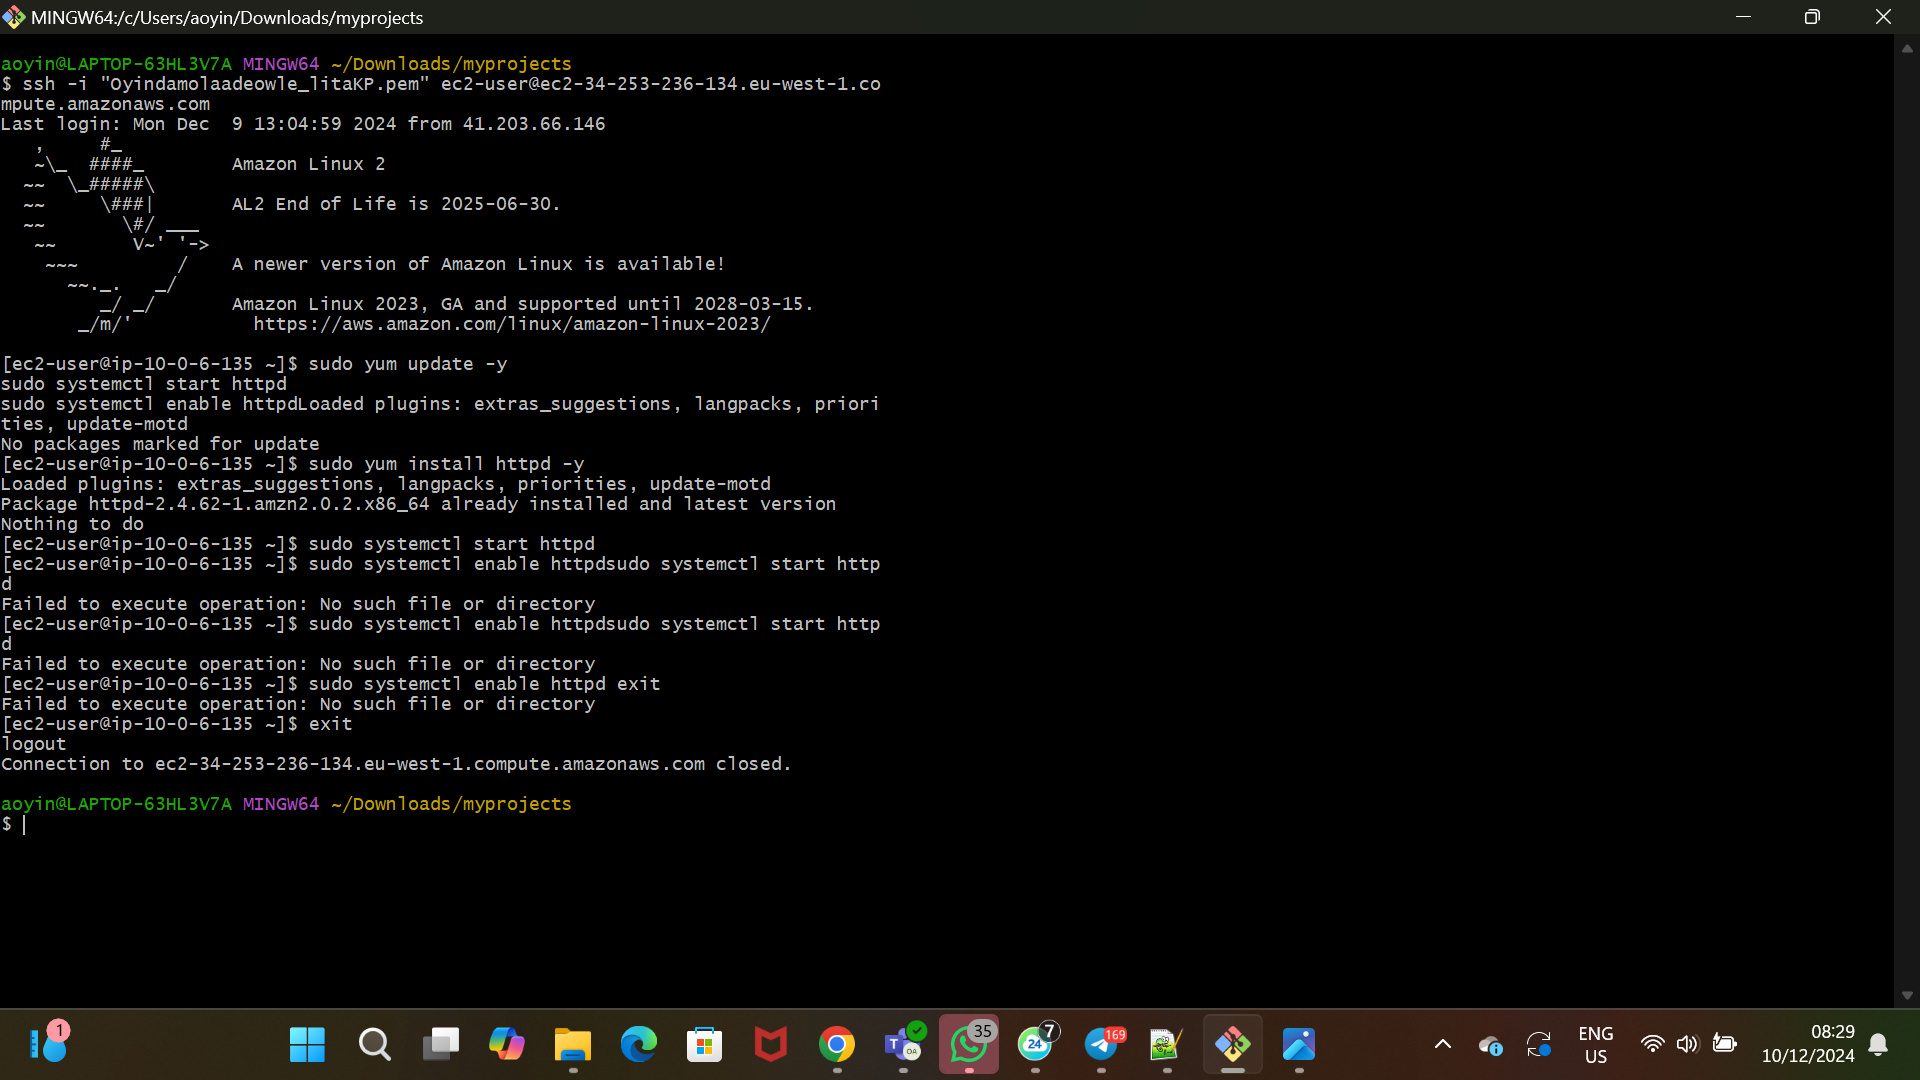 MINGW64:/c/Users/aoyin/Downloads/myprojects
aoyin@LAPTOP-63HL3V7A MINGW64 ~/Downloads/myprojects
$ ssh -i "Oyindamolaadeowle_litaKP.pem" ec2-user@ec2-34-253-236-134.eu-west-1.co
mpute.amazonaws.com
Last login: Mon Dec  9 13:04:59 2024 from 41.203.66.146
   ,     #_
   ~\_  ####_        Amazon Linux 2
  ~~  \_#####\
  ~~     \###|       AL2 End of Life is 2025-06-30.
  ~~       \#/ ___
   ~~       V~' '->
    ~~~         /    A newer version of Amazon Linux is available!
      ~~._.   _/
         _/ _/       Amazon Linux 2023, GA and supported until 2028-03-15.
       _/m/'           https://aws.amazon.com/linux/amazon-linux-2023/
[ec2-user@ip-10-0-6-135 ~]$ sudo yum update -y
sudo systemctl start httpd
sudo systemctl enable httpdLoaded plugins: extras_suggestions, langpacks, priori
ties, update-motd
No packages marked for update
[ec2-user@ip-10-0-6-135 ~]$ sudo yum install httpd -y
Loaded plugins: extras_suggestions, langpacks, priorities, update-motd
Package httpd-2.4.62-1.amzn2.0.2.x86_64 already installed and latest version
Nothing to do
[ec2-user@ip-10-0-6-135 ~]$ sudo systemctl start httpd
[ec2-user@ip-10-0-6-135 ~]$ sudo systemctl enable httpdsudo systemctl start http
d
Failed to execute operation: No such file or directory
[ec2-user@ip-10-0-6-135 ~]$ sudo systemctl enable httpdsudo systemctl start http
d
Failed to execute operation: No such file or directory
[ec2-user@ip-10-0-6-135 ~]$ sudo systemctl enable httpd exit
Failed to execute operation: No such file or directory
[ec2-user@ip-10-0-6-135 ~]$ exit
logout
Connection to ec2-34-253-236-134.eu-west-1.compute.amazonaws.com closed.
aoyin@LAPTOP-63HL3V7A MINGW64 ~/Downloads/myprojects
$
1
T
OA
35
24
7
169
ENG
US
08:29
10/12/2024